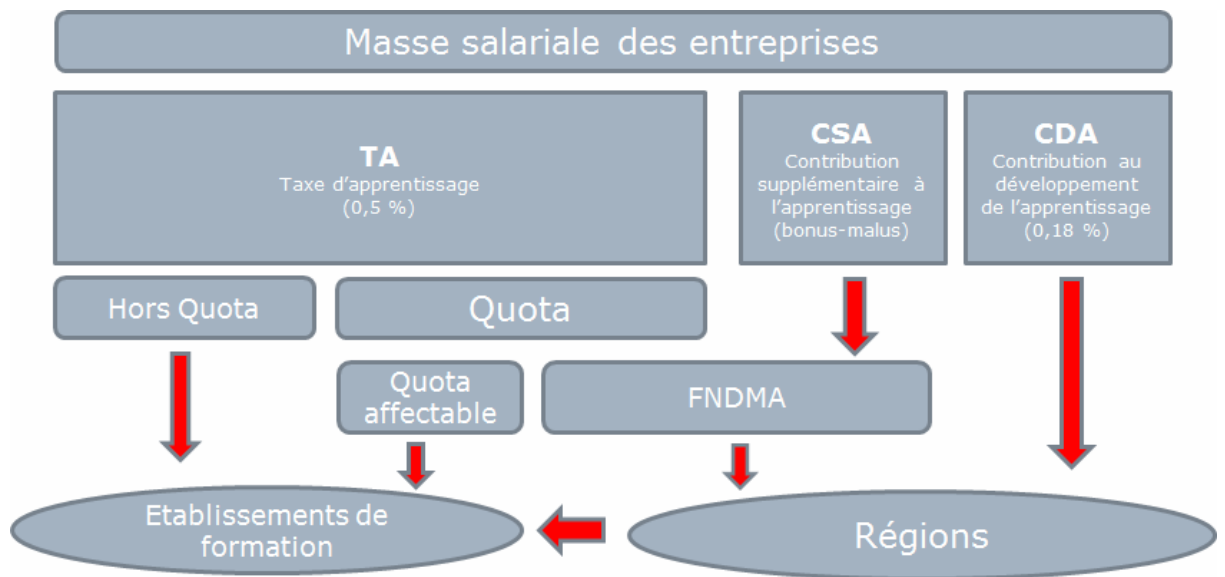 Masse salariale des entreprises
TA
Taxe d'apprentissage
(0,5 %)
CSA
Contribution
supplémentaire à
l'apprentissage
(bonus-malus)
CDA
Contribution au
développement
de l'apprentissage
(0,18 %)
Hors Quota
Quota
Quota
affectable
FNDMA
Etablissements de
formation
Régions